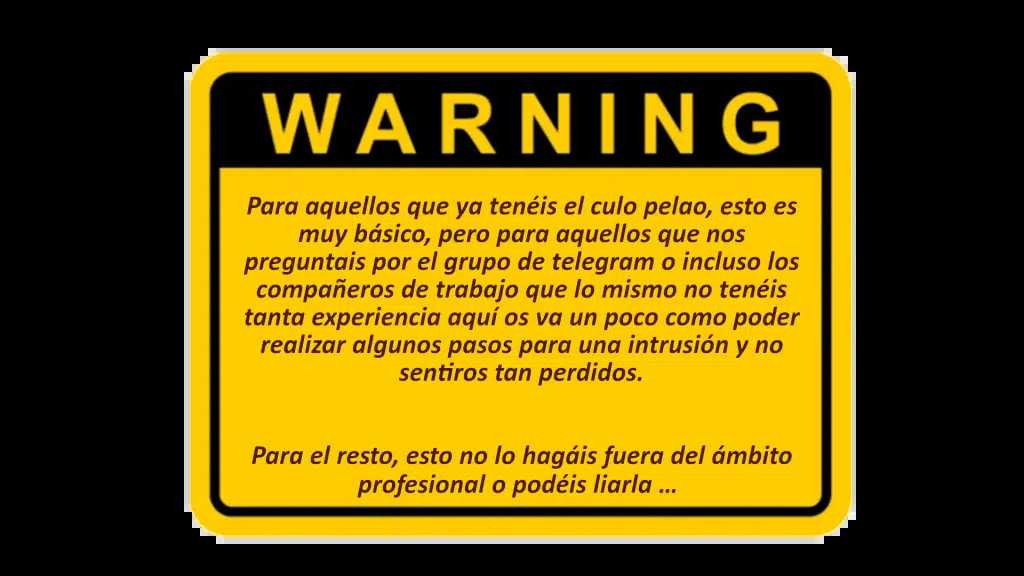 WARNING
Para aquellos que ya tenéis el culo pelao, esto es
muy básico, pero para aquellos que nos
preguntais por el grupo de telegram o incluso los
compañeros de trabajo que lo mismo no tenéis
tanta experiencia aquí os va un poco como poder
realizar algunos pasos para una intrusión y no
sentiros tan perdidos.
Para el resto, esto no lo hagáis fuera del ámbito
profesional o podéis liarla ...